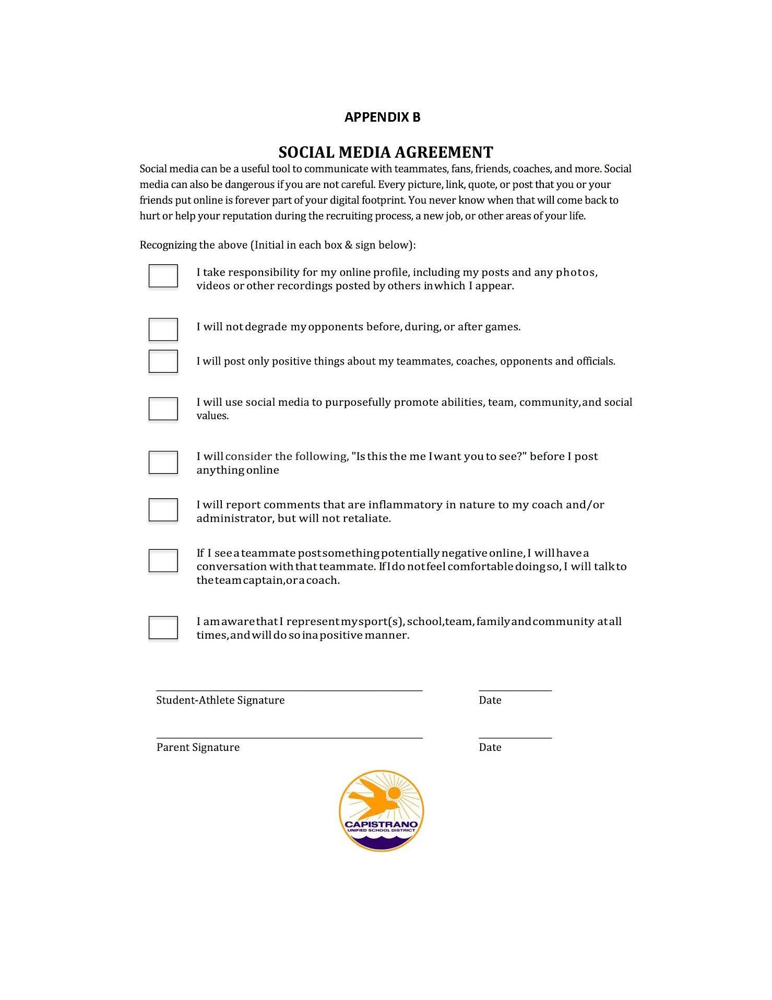 APPENDIX B
SOCIAL MEDIA AGREEMENT
Social media can be a useful tool to communicate with teammates, fans, friends, coaches, and more. Social
media can also be dangerous if you are not careful. Every picture, link, quote, or post that you or your
friends put online is forever part of your digital footprint. You never know when that will come back to
hurt or help your reputation during the recruiting process, a new job, or other areas of your life.
Recognizing the above (Initial in each box & sign below):
I take responsibility for my online profile, including my posts and any photos,
videos or other recordings posted by others in which I appear.
I will not degrade my opponents before, during, or after games.
I will post only positive things about my teammates, coaches, opponents and officials.
I will use social media to purposefully promote abilities, team, community, and social
values.
I will consider the following, "Is this the me I want you to see?" before I post
anything online
I will report comments that are inflammatory in nature to my coach and/or
administrator, but will not retaliate.
If I see a teammate post something potentially negative online, I will have a
conversation with that teammate. If I do not feel comfortable doing so, I will talk to
the team captain, or a coach.
I am aware that I represent my sport(s), school, team, family and community at all
times, and will do so in a positive manner.
Student-Athlete Signature Date
Parent Signature Date
CAPISTRANO
UNIFIED SCHOOL DISTRICT